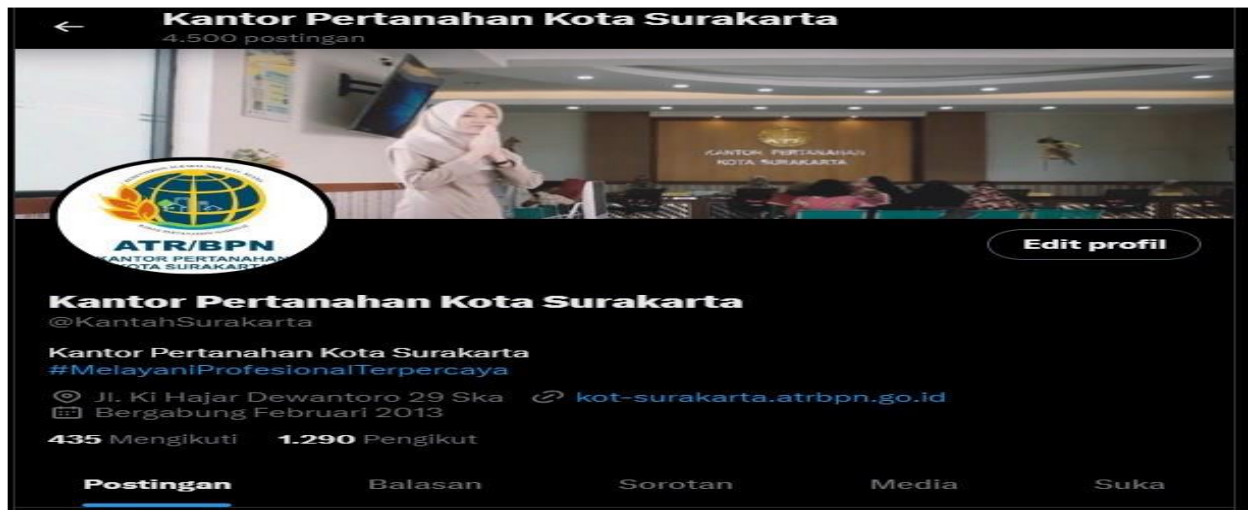 Kantor Pertanahan Kota Surakarta
4.500 postingan
KANTOR PERTANAHAN
KOTA SURAKARTA
ATR/BPN
KANTOR PERTANAHAN
KOTA SURAKARTA
Edit profil
Kantor Pertanahan Kota Surakarta
@KantahSurakarta
Kantor Pertanahan Kota Surakarta
#MelayaniProfesionalTerpercaya
Jl. Ki Hajar Dewantoro 29 Ska kot-surakarta.atrbpn.go.id
Bergabung Februari 2013
435 Mengikuti 1.290 Pengikut
Postingan Balasan Sorotan Media Suka